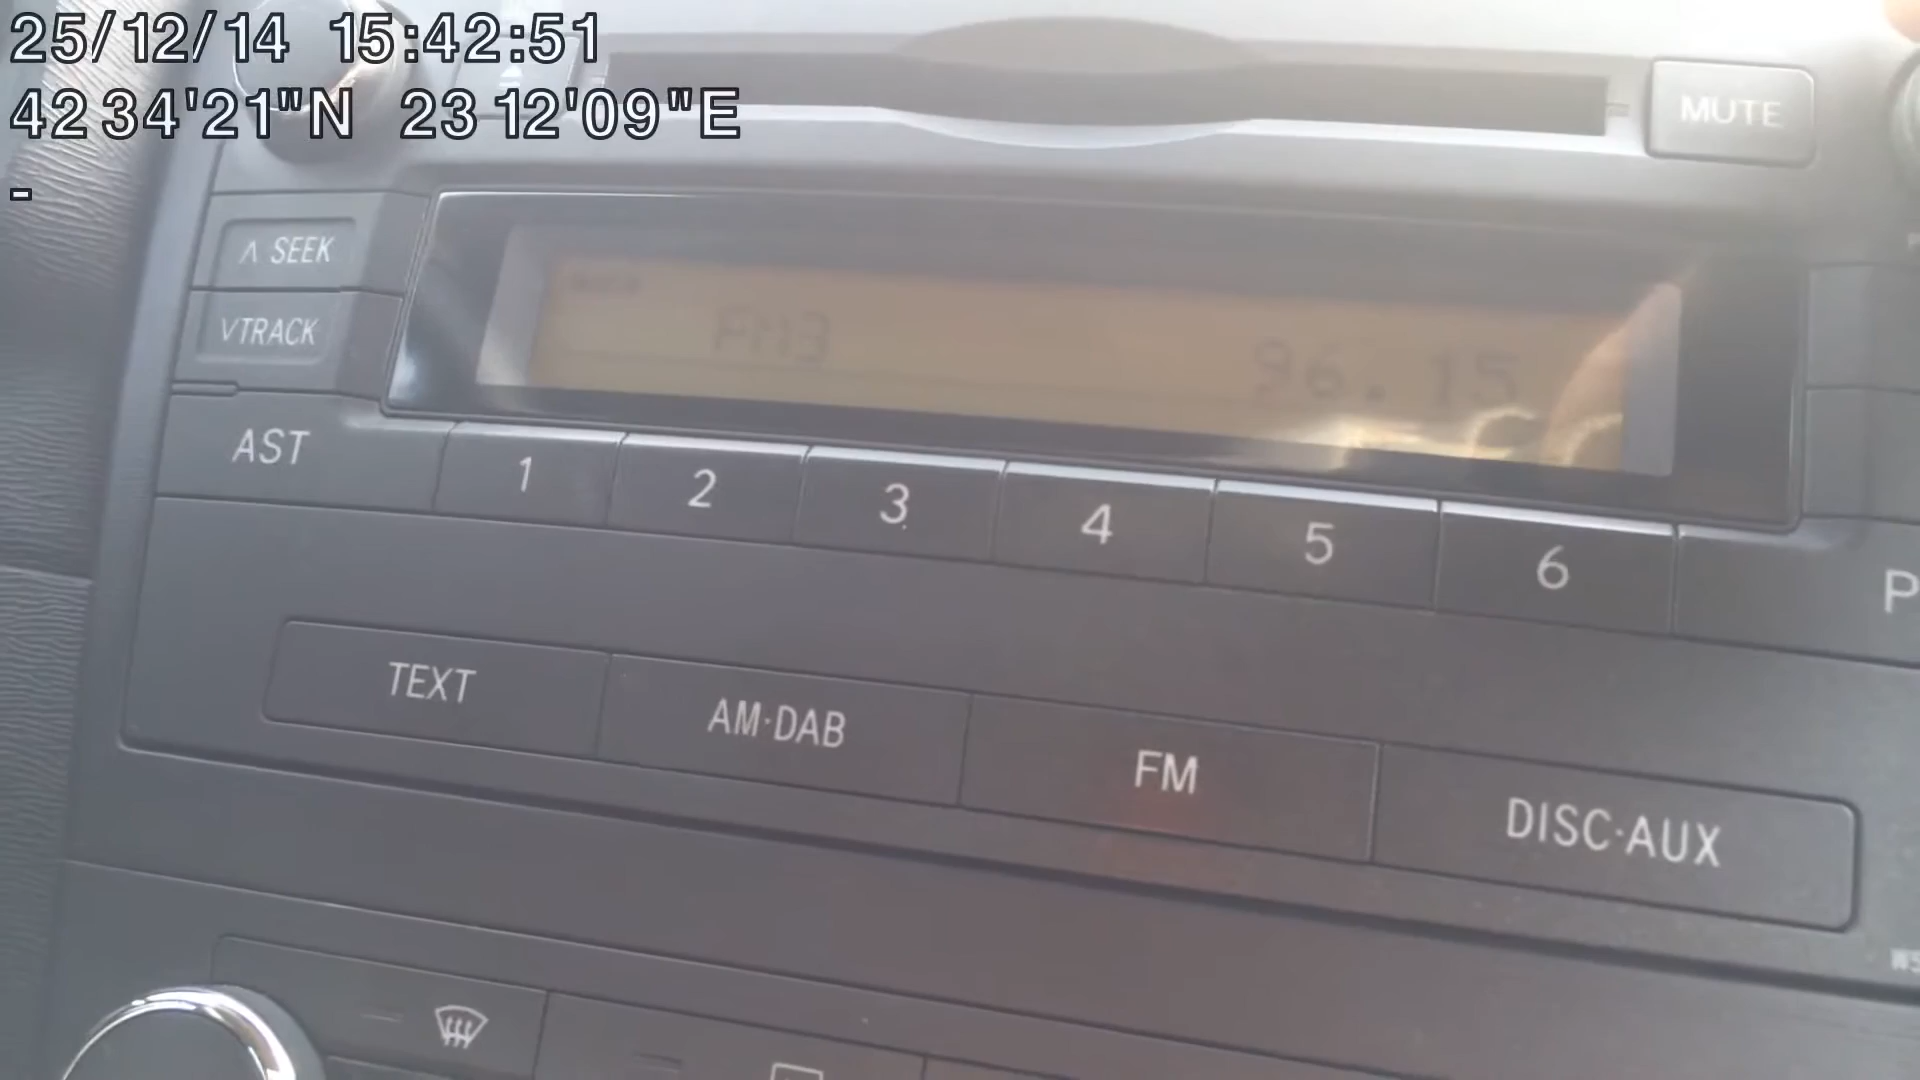 25/12/14 15:42:51
42 34'21"N 23 12'09"E
-
MUTE
∧ SEEK
∨TRACK
FM3 96.15
AST 1 2 3 4 5 6 P
TEXT AM·DAB FM DISC·AUX